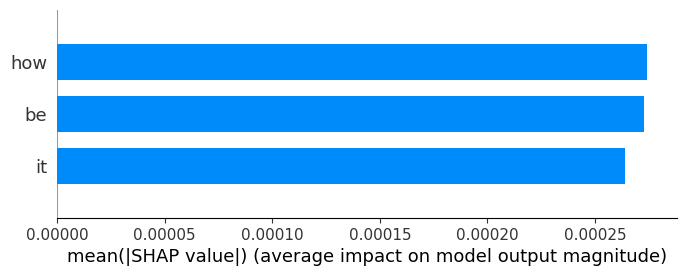 how
be
it
0.00000 0.00005 0.00010 0.00015 0.00020 0.00025
mean(|SHAP value|) (average impact on model output magnitude)